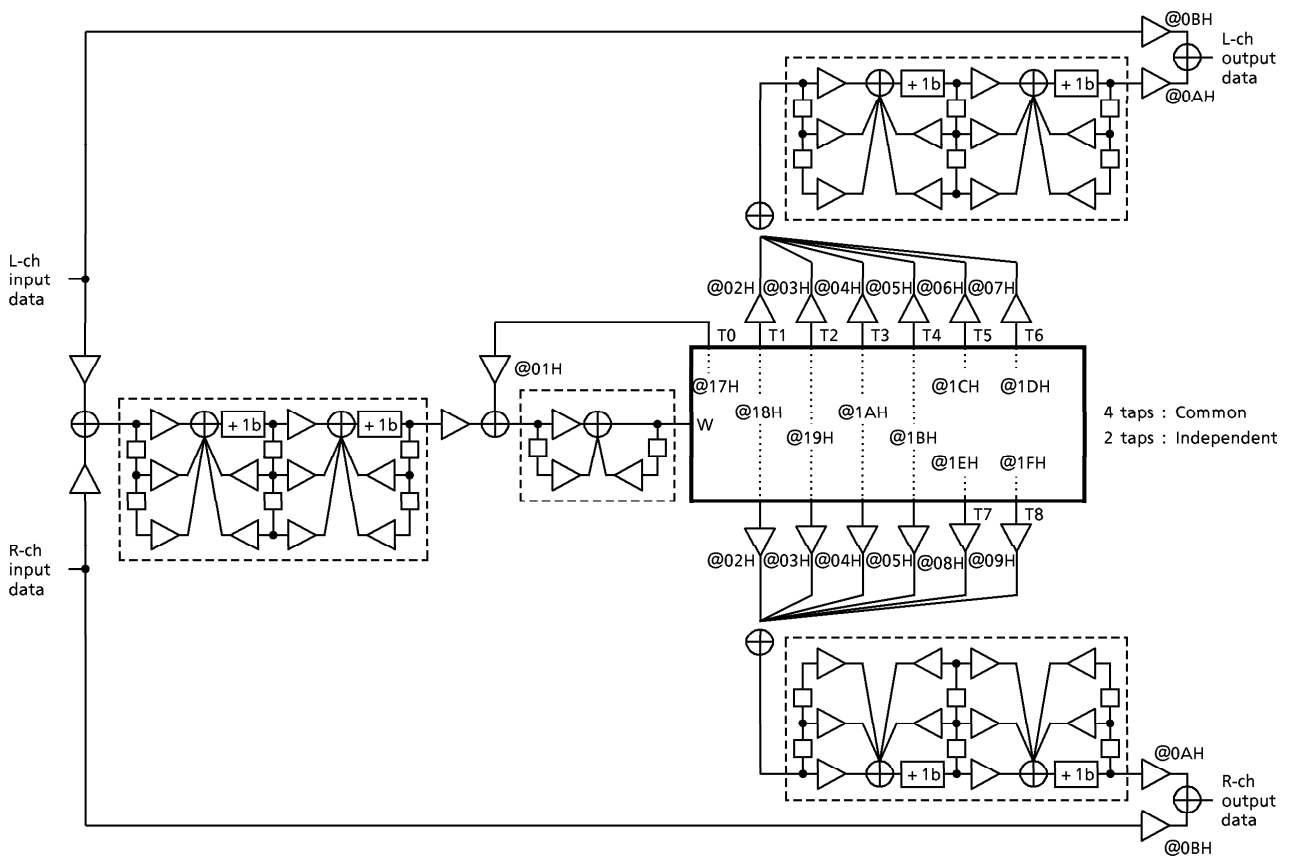 @0BH
L-ch
output
data
+1b
+1b
@0AH
L-ch
input
data
@02H @03H @04H @05H @06H @07H
T0 T1 T2 T3 T4 T5 T6
@01H
@17H
@1CH
@1DH
@18H
@1AH
4 taps : Common
+1b
+1b
W
@19H
@1BH
2 taps : Independent
@1EH
@1FH
T7 T8
R-ch
input
data
@02H @03H @04H @05H @08H @09H
@0AH
+1b
+1b
R-ch
output
data
@0BH